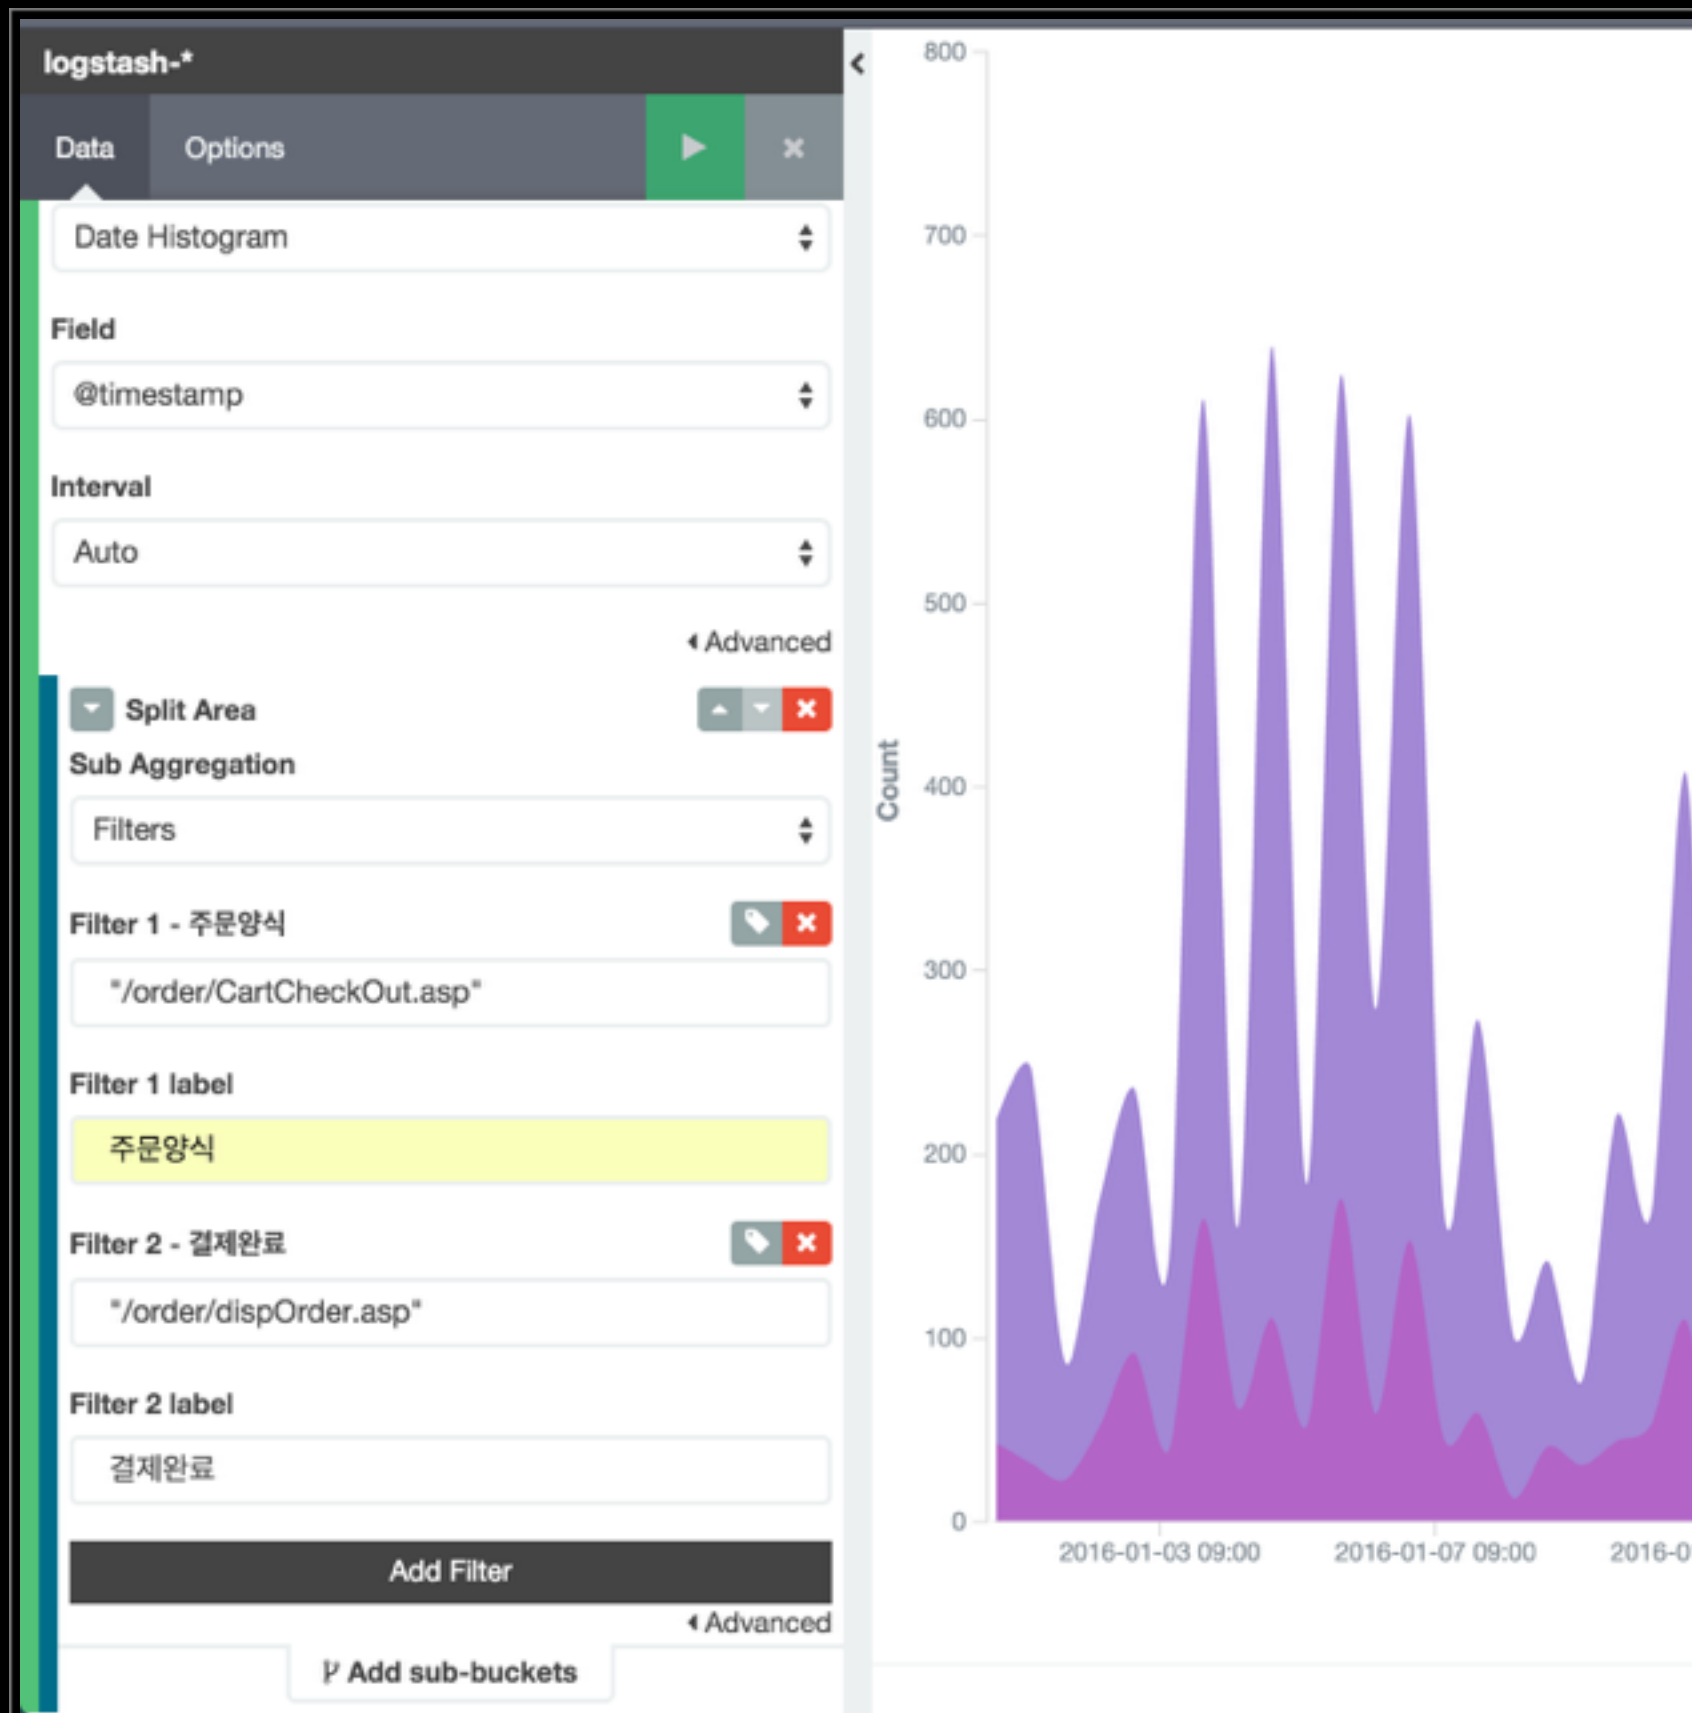 logstash-*
Data
Options
Date Histogram
Field
@timestamp
Interval
Auto
Advanced
Split Area
Sub Aggregation
Filters
Filter 1 - 주문양식
"/order/CartCheckOut.asp"
Filter 1 label
주문양식
Filter 2 - 결제완료
"/order/dispOrder.asp"
Filter 2 label
결제완료
Add Filter
Advanced
Add sub-buckets
Count
800
700
600
500
400
300
200
100
0
2016-01-03 09:00
2016-01-07 09:00
2016-0